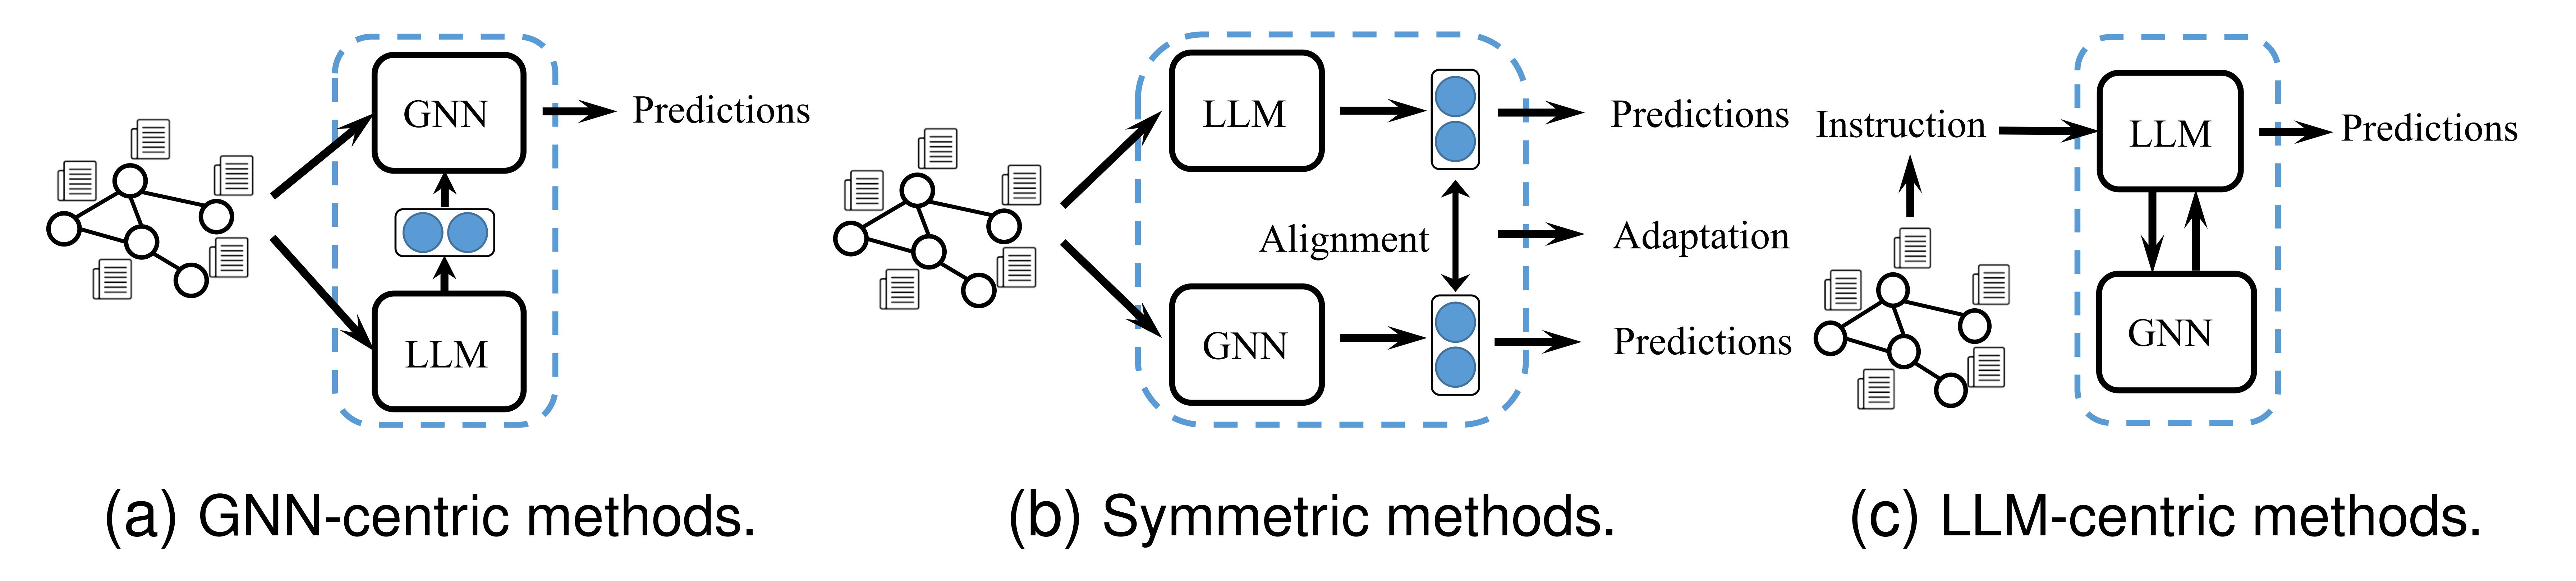 GNN
Predictions
LLM
(a) GNN-centric methods.
LLM
Predictions
Alignment
Adaptation
GNN
Predictions
(b) Symmetric methods.
Instruction
LLM
Predictions
GNN
(c) LLM-centric methods.